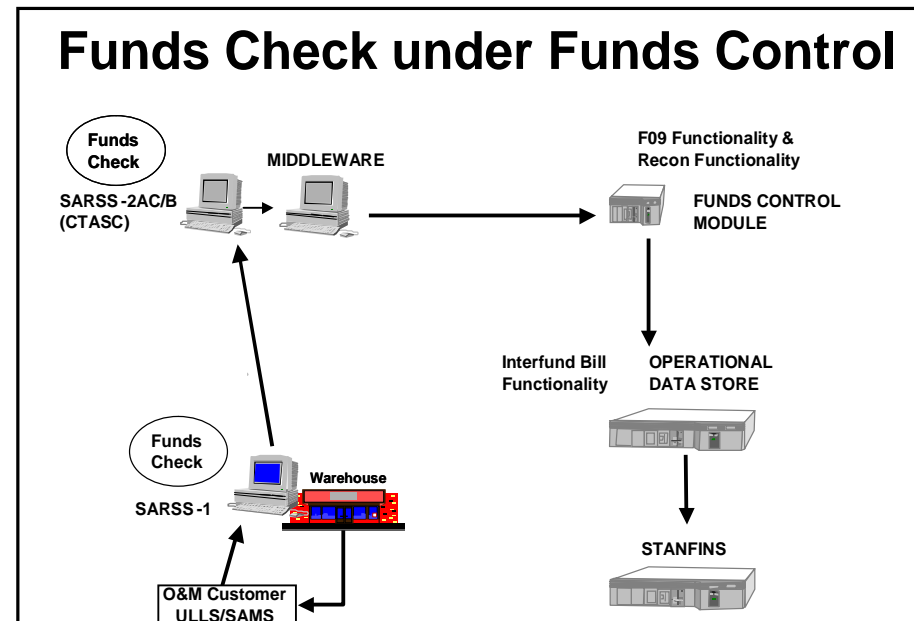 Funds Check under Funds Control
Funds
Check
SARSS-2AC/B
(CTASC)
MIDDLEWARE
F09 Functionality &
Recon Functionality
FUNDS CONTROL
MODULE
Interfund Bill
Functionality
OPERATIONAL
DATA STORE
Funds
Check
SARSS-1
Warehouse
STANFINS
O&M Customer
ULLS/SAMS